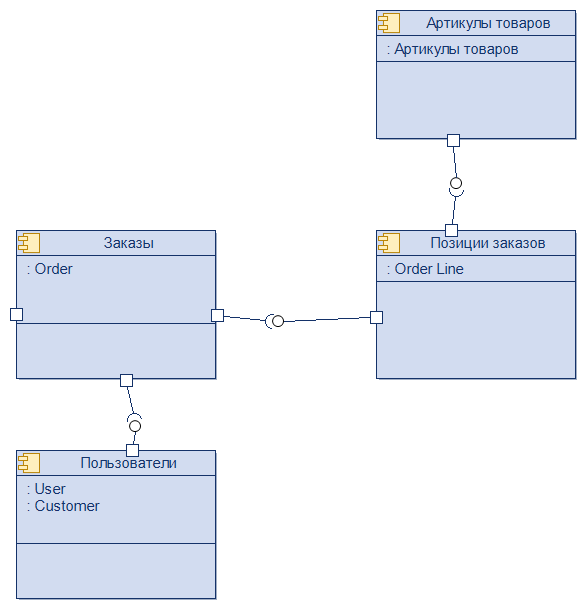 Артикулы товаров
: Артикулы товаров
Заказы
: Order
Позиции заказов
: Order Line
Пользователи
: User
: Customer